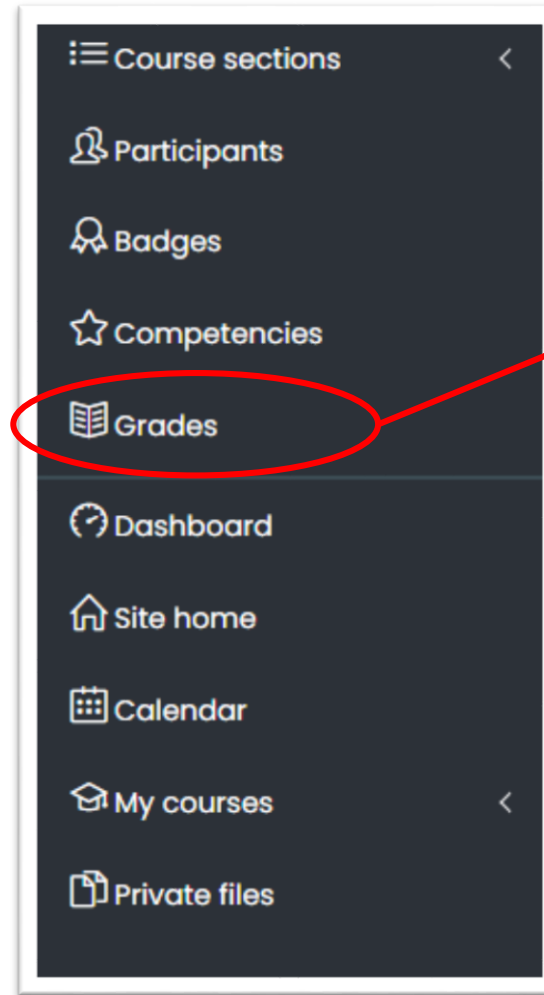 Course sections
Participants
Badges
Competencies
Grades
Dashboard
Site home
Calendar
My courses
Private files